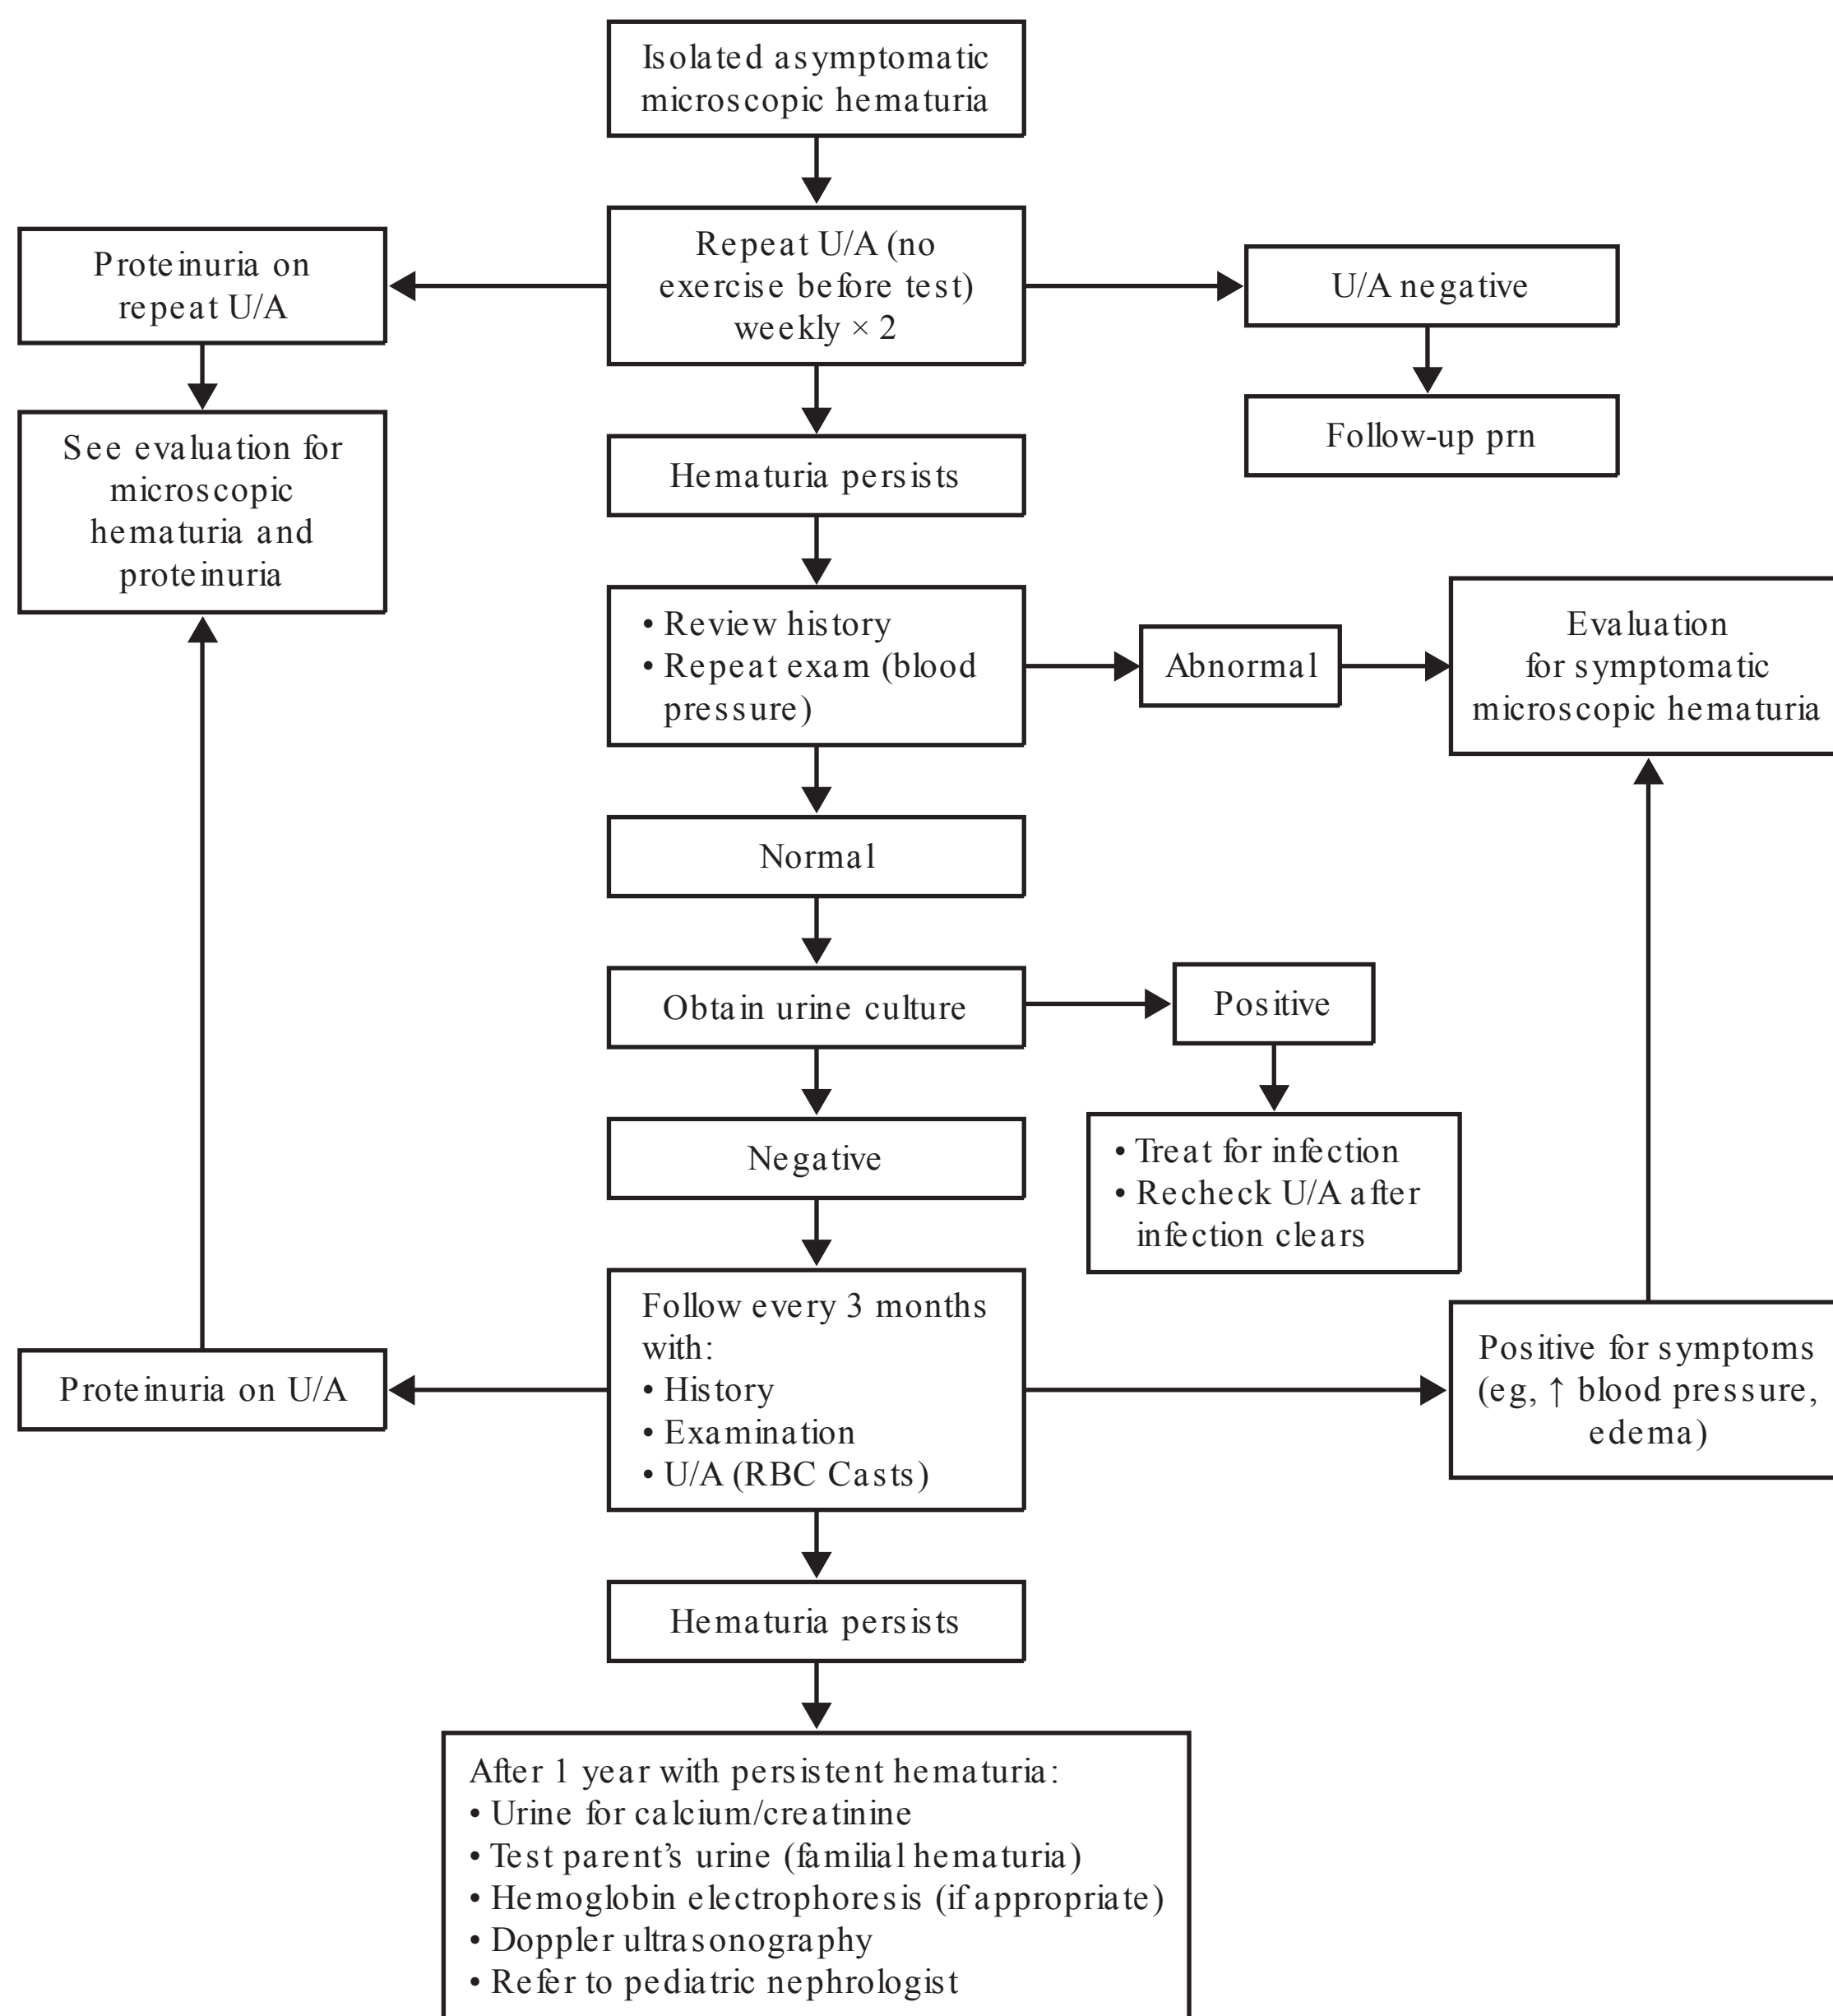 Isolated asymptomatic
microscopic hematuria
Proteinuria on
repeat U/A
Repeat U/A (no
exercise before test)
weekly × 2
U/A negative
Follow-up prn
See evaluation for
microscopic
hematuria and
proteinuria
Hematuria persists
• Review history
• Repeat exam (blood
pressure)
Abnormal
Evaluation
for symptomatic
microscopic hematuria
Normal
Obtain urine culture
Positive
Negative
• Treat for infection
• Recheck U/A after
infection clears
Follow every 3 months
with:
• History
• Examination
• U/A (RBC Casts)
Proteinuria on U/A
Positive for symptoms
(eg, ↑ blood pressure,
edema)
Hematuria persists
After 1 year with persistent hematuria:
• Urine for calcium/creatinine
• Test parent’s urine (familial hematuria)
• Hemoglobin electrophoresis (if appropriate)
• Doppler ultrasonography
• Refer to pediatric nephrologist